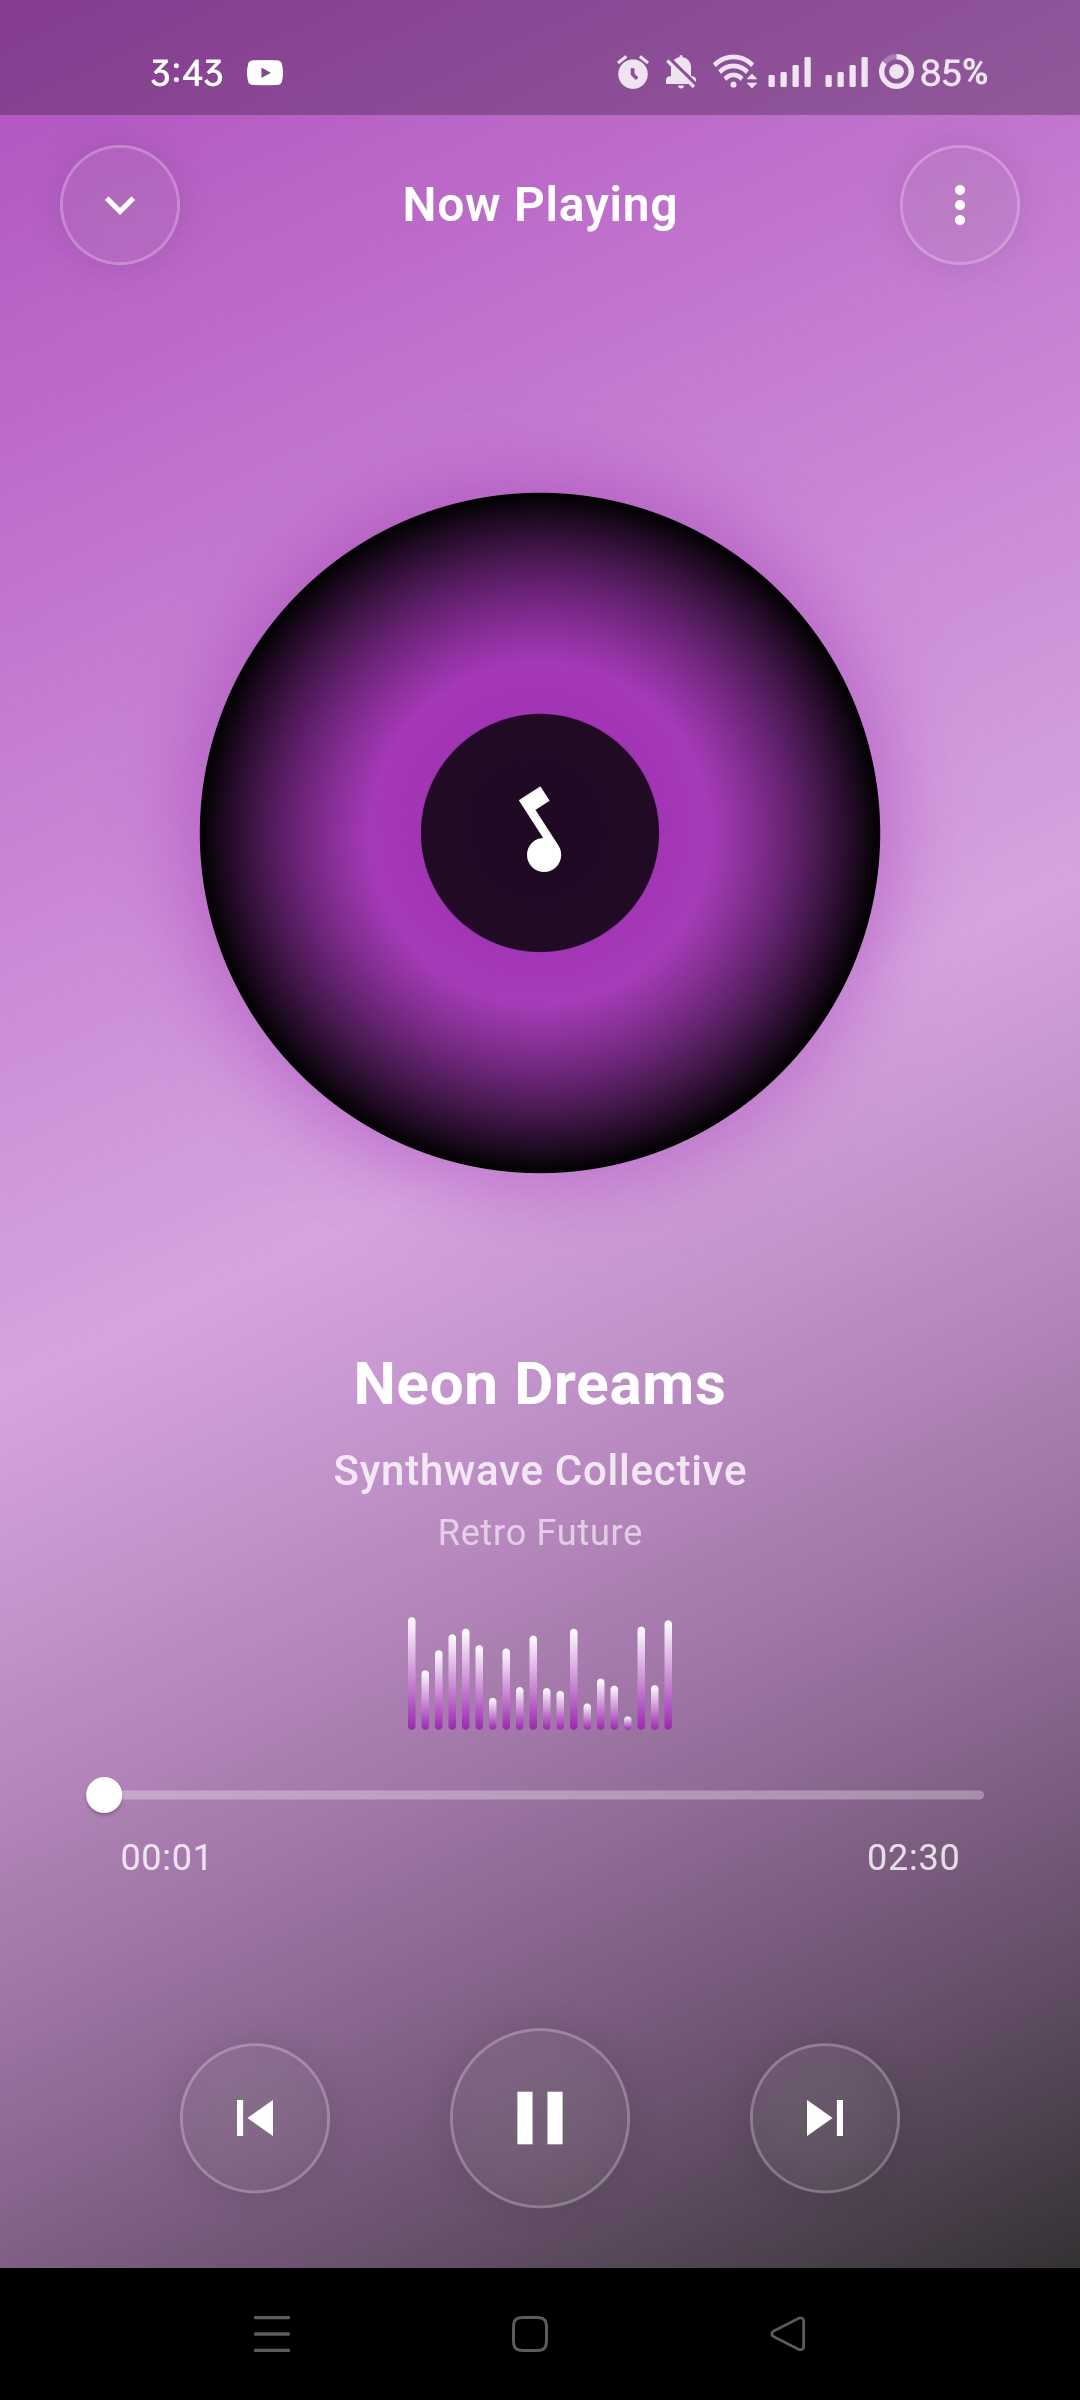 3:43 85%
Now Playing
Neon Dreams
Synthwave Collective
Retro Future
00:01 02:30